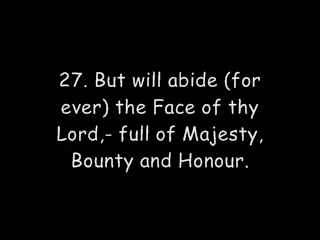 27. But will abide (for
ever) the Face of thy
Lord,- full of Majesty,
Bounty and Honour.